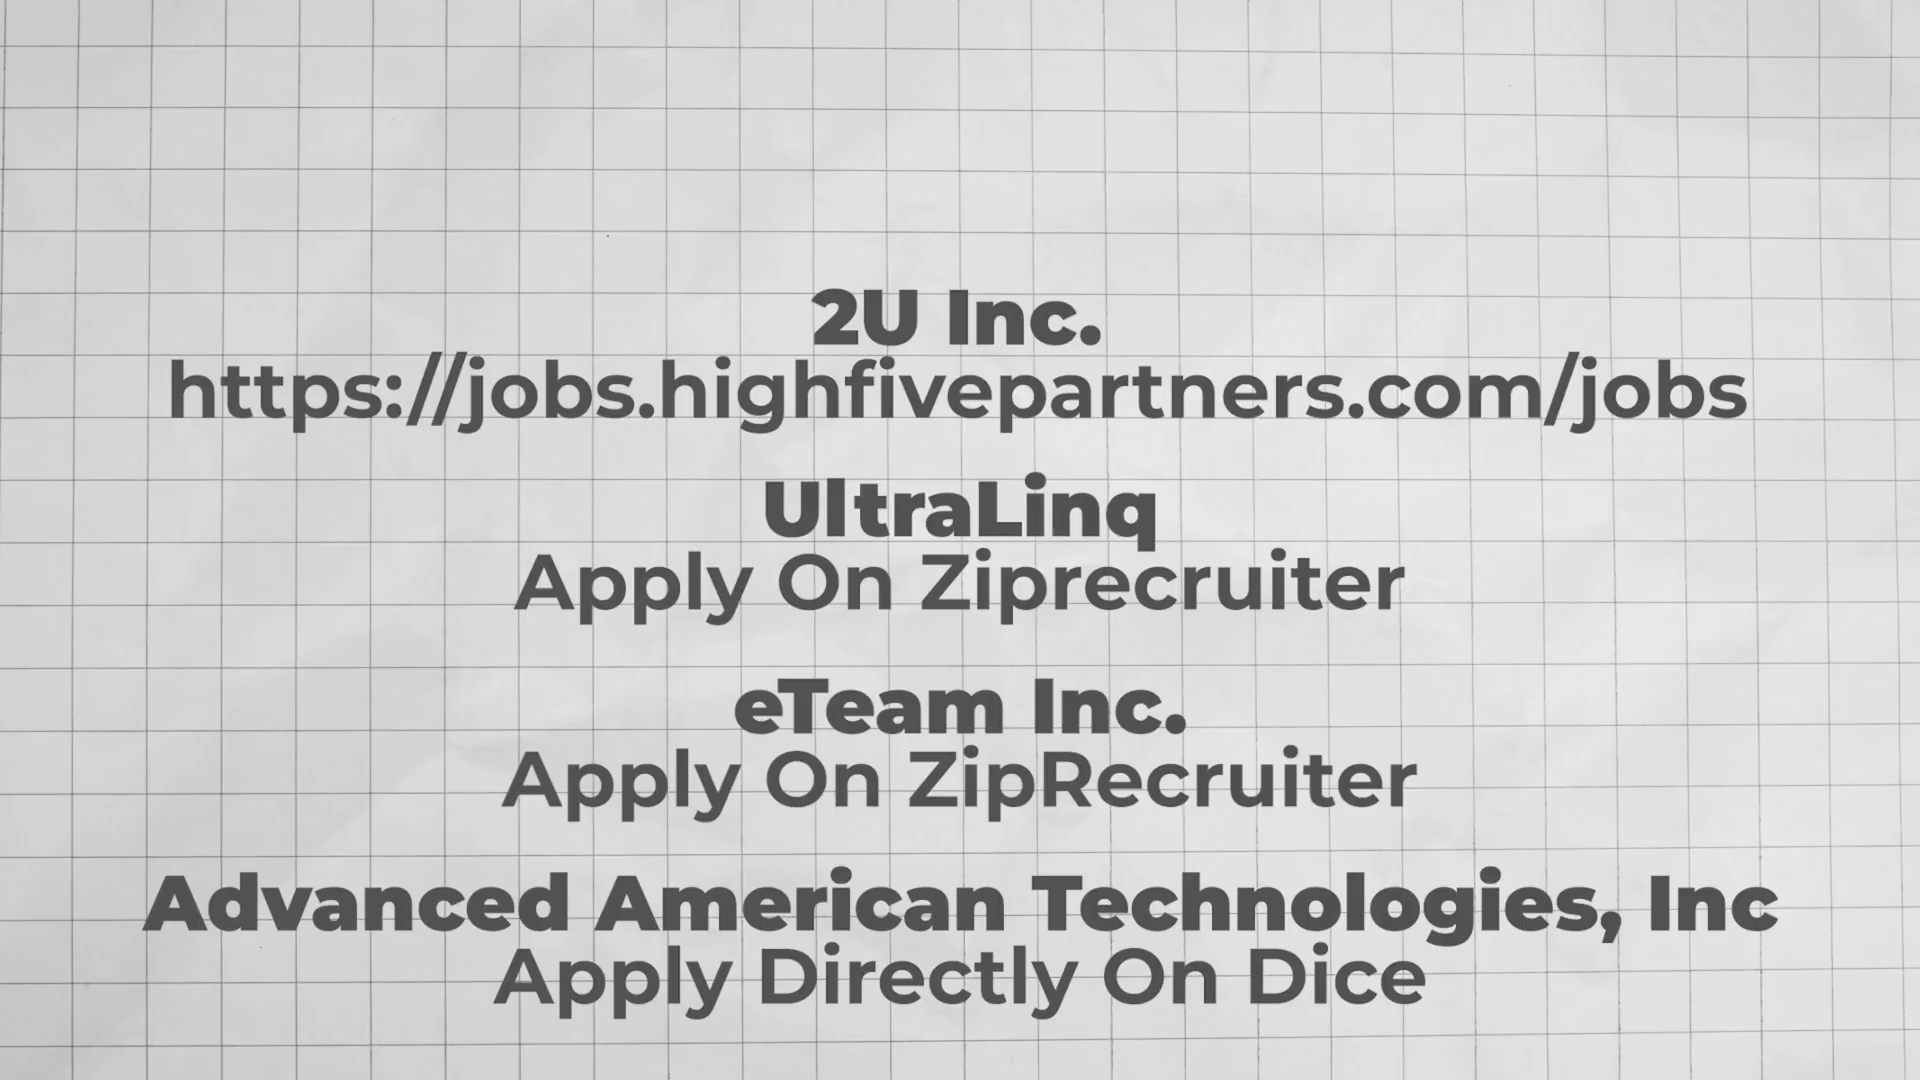 2U Inc.
https://jobs.highfivepartners.com/jobs
UltraLinq
Apply On Ziprecruiter
eTeam Inc.
Apply On ZipRecruiter
Advanced American Technologies, Inc
Apply Directly On Dice